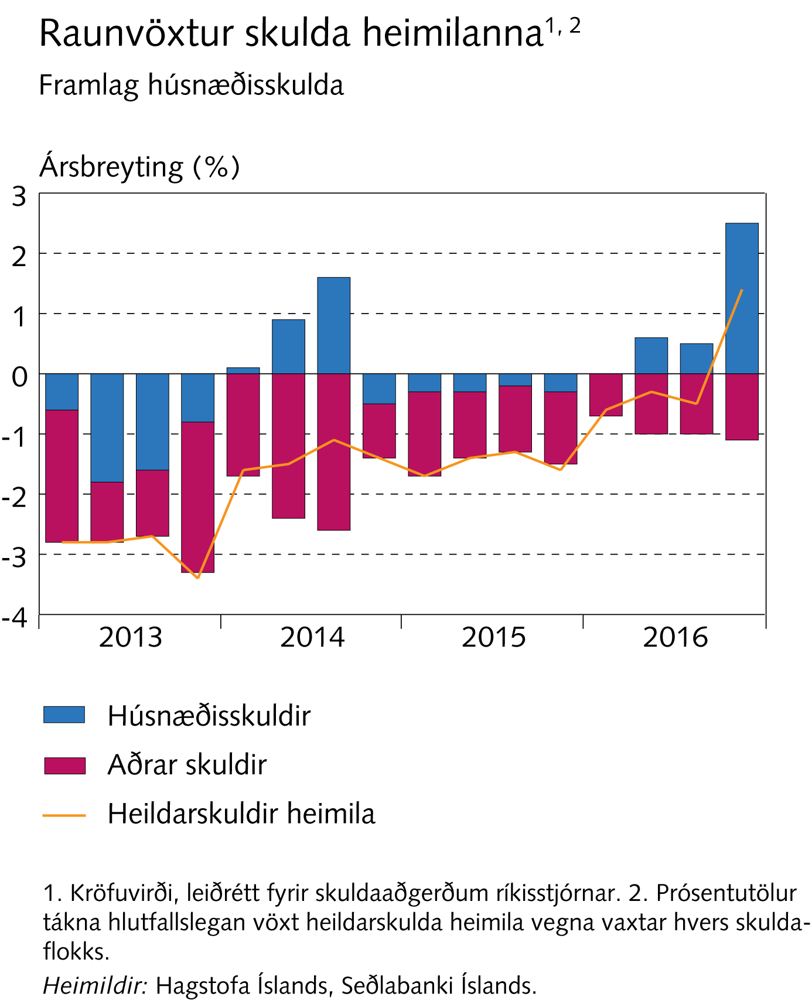 Raunvöxtur skulda heimilanna1, 2
Framlag húsnæðisskulda
Ársbreyting (%)
3
2
1
0
-1
-2
-3
-4
2013 2014 2015 2016
Húsnæðisskuldir
Aðrar skuldir
Heildarskuldir heimila
1. Kröfuvirði, leiðrétt fyrir skuldaaðgerðum ríkisstjórnar. 2. Prósentutölur
tákna hlutfallslegan vöxt heildarskulda heimila vegna vaxtar hvers skulda-
flokks.
Heimildir: Hagstofa Íslands, Seðlabanki Íslands.